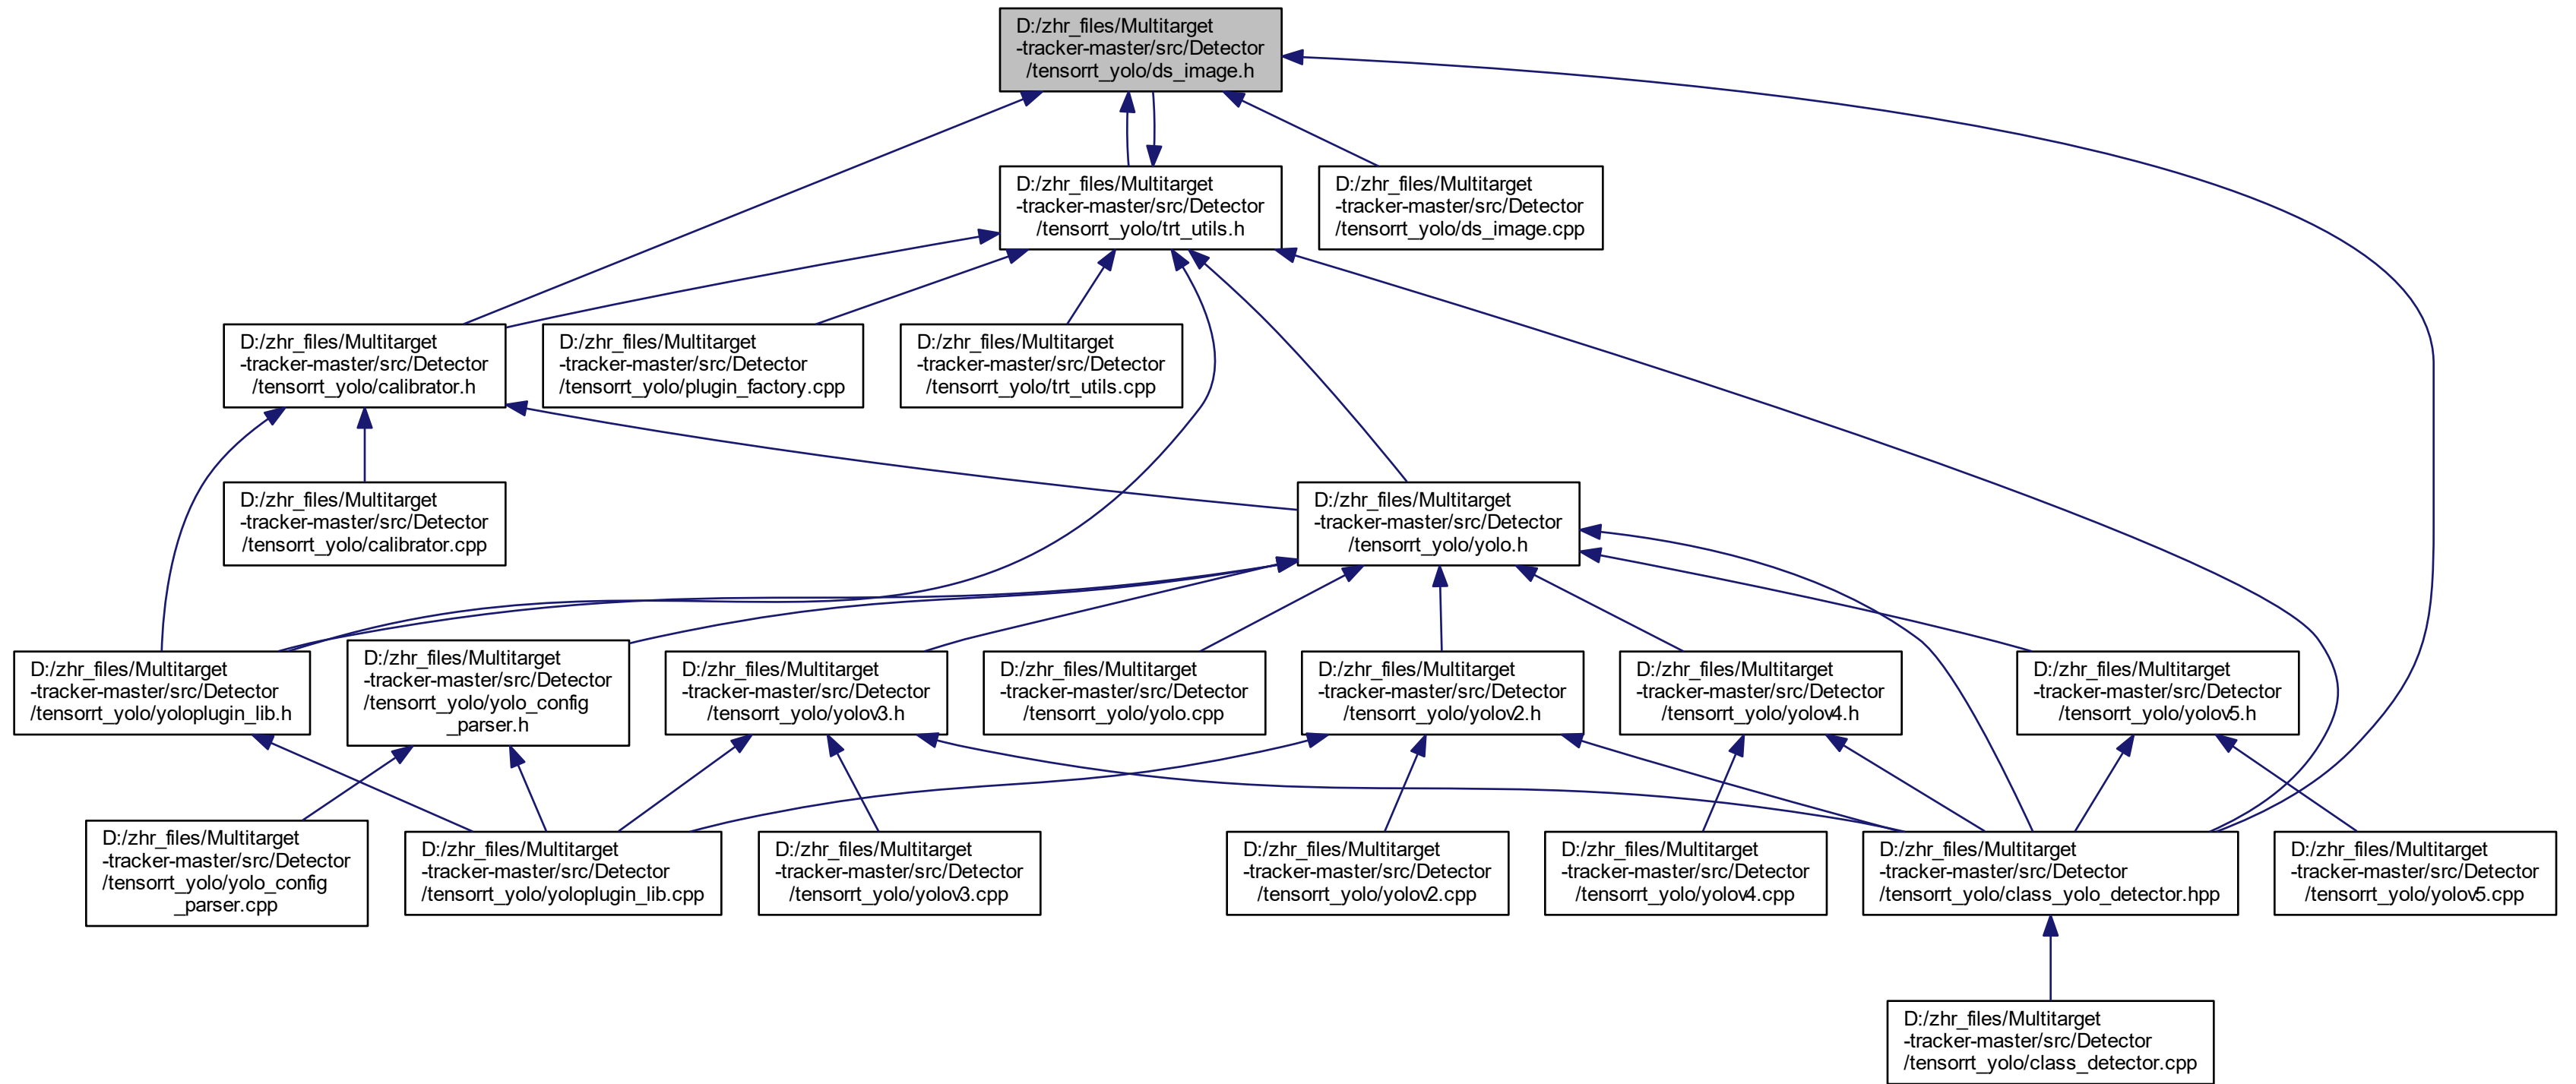 D:/zhr_files/Multitarget
-tracker-master/src/Detector
/tensorrt_yolo/ds_image.h
D:/zhr_files/Multitarget
-tracker-master/src/Detector
/tensorrt_yolo/trt_utils.h
D:/zhr_files/Multitarget
-tracker-master/src/Detector
/tensorrt_yolo/ds_image.cpp
D:/zhr_files/Multitarget
-tracker-master/src/Detector
/tensorrt_yolo/calibrator.h
D:/zhr_files/Multitarget
-tracker-master/src/Detector
/tensorrt_yolo/plugin_factory.cpp
D:/zhr_files/Multitarget
-tracker-master/src/Detector
/tensorrt_yolo/trt_utils.cpp
D:/zhr_files/Multitarget
-tracker-master/src/Detector
/tensorrt_yolo/calibrator.cpp
D:/zhr_files/Multitarget
-tracker-master/src/Detector
/tensorrt_yolo/yolo.h
D:/zhr_files/Multitarget
-tracker-master/src/Detector
/tensorrt_yolo/yoloplugin_lib.h
D:/zhr_files/Multitarget
-tracker-master/src/Detector
/tensorrt_yolo/yolo_config
_parser.h
D:/zhr_files/Multitarget
-tracker-master/src/Detector
/tensorrt_yolo/yolov3.h
D:/zhr_files/Multitarget
-tracker-master/src/Detector
/tensorrt_yolo/yolo.cpp
D:/zhr_files/Multitarget
-tracker-master/src/Detector
/tensorrt_yolo/yolov2.h
D:/zhr_files/Multitarget
-tracker-master/src/Detector
/tensorrt_yolo/yolov4.h
D:/zhr_files/Multitarget
-tracker-master/src/Detector
/tensorrt_yolo/yolov5.h
D:/zhr_files/Multitarget
-tracker-master/src/Detector
/tensorrt_yolo/yolo_config
_parser.cpp
D:/zhr_files/Multitarget
-tracker-master/src/Detector
/tensorrt_yolo/yoloplugin_lib.cpp
D:/zhr_files/Multitarget
-tracker-master/src/Detector
/tensorrt_yolo/yolov3.cpp
D:/zhr_files/Multitarget
-tracker-master/src/Detector
/tensorrt_yolo/yolov2.cpp
D:/zhr_files/Multitarget
-tracker-master/src/Detector
/tensorrt_yolo/yolov4.cpp
D:/zhr_files/Multitarget
-tracker-master/src/Detector
/tensorrt_yolo/class_yolo_detector.hpp
D:/zhr_files/Multitarget
-tracker-master/src/Detector
/tensorrt_yolo/yolov5.cpp
D:/zhr_files/Multitarget
-tracker-master/src/Detector
/tensorrt_yolo/class_detector.cpp